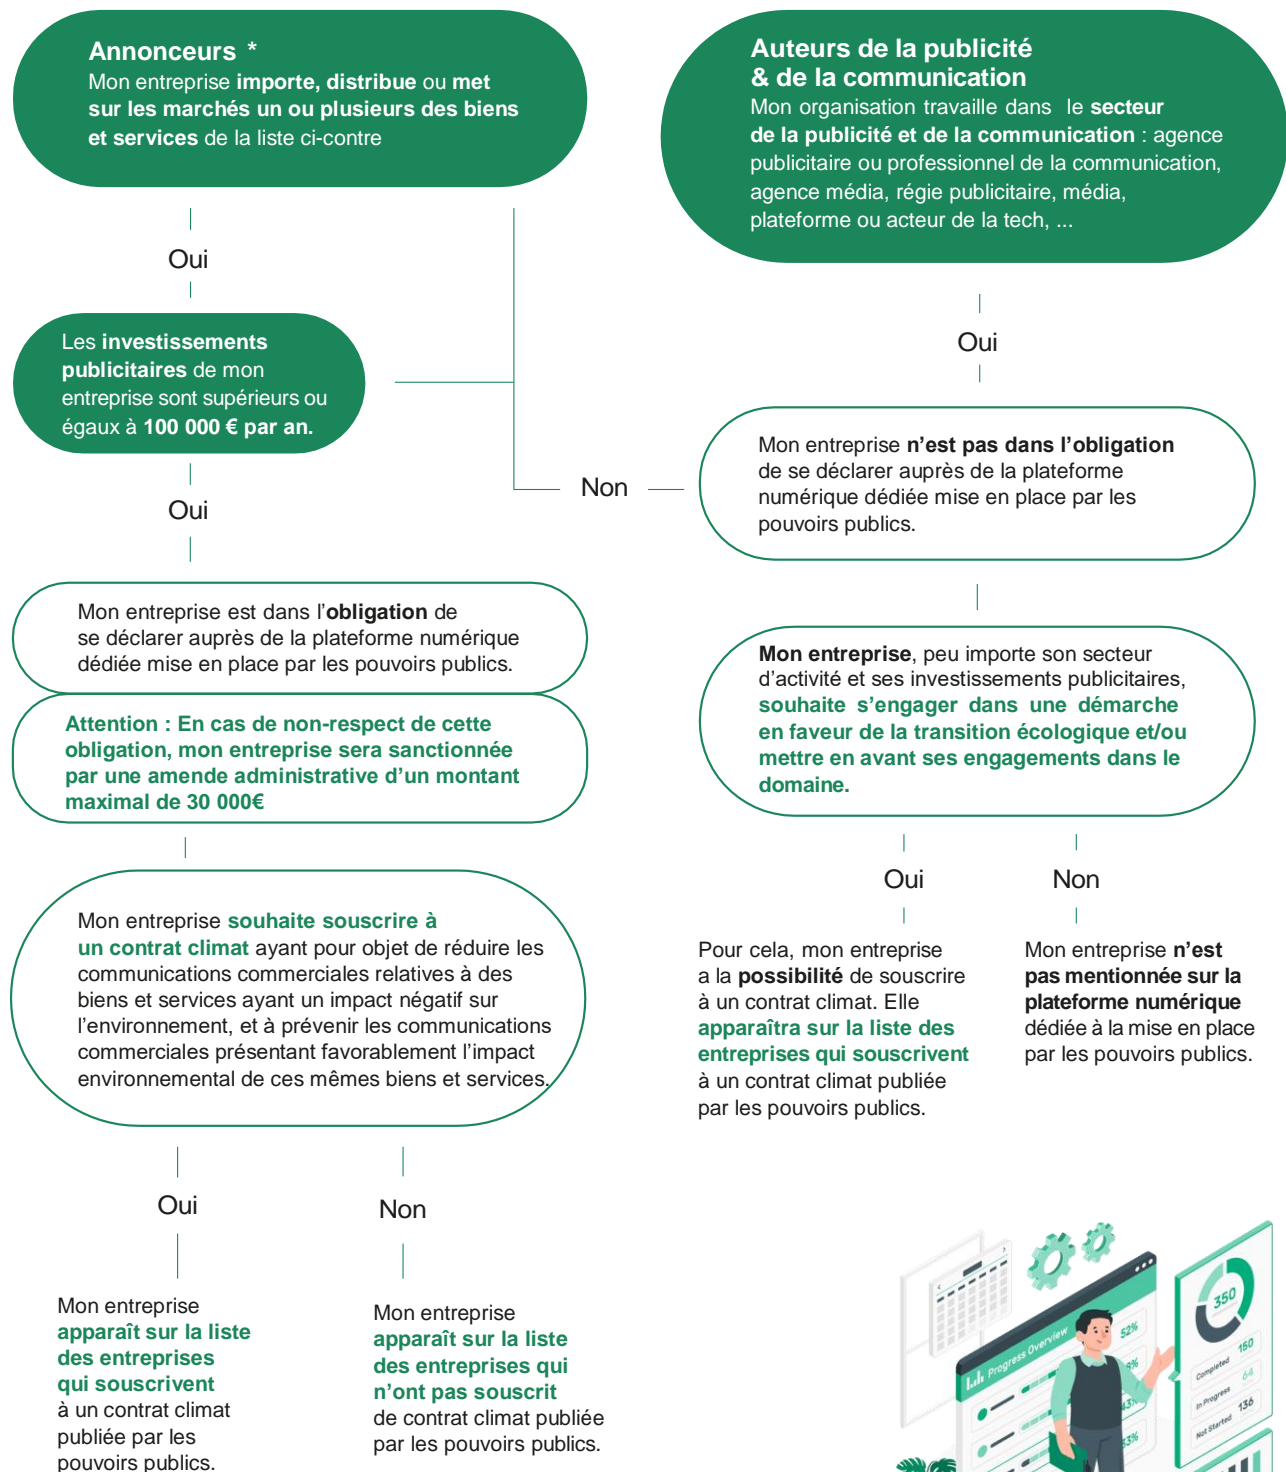 Annonceurs *
Mon entreprise importe, distribue ou met
sur les marchés un ou plusieurs des biens
et services de la liste ci-contre
Auteurs de la publicité
& de la communication
Mon organisation travaille dans le secteur
de la publicité et de la communication : agence
publicitaire ou professionnel de la communication,
agence média, régie publicitaire, média,
plateforme ou acteur de la tech, ...
Oui
Les investissements
publicitaires de mon
entreprise sont supérieurs ou
égaux à 100 000 € par an.
Oui
Mon entreprise n'est pas dans l'obligation
de se déclarer auprès de la plateforme
numérique dédiée mise en place par les
pouvoirs publics.
Non
Oui
Mon entreprise est dans l'obligation de
se déclarer auprès de la plateforme numérique
dédiée mise en place par les pouvoirs publics.
Attention : En cas de non-respect de cette
obligation, mon entreprise sera sanctionnée
par une amende administrative d'un montant
maximal de 30 000€
Mon entreprise, peu importe son secteur
d'activité et ses investissements publicitaires,
souhaite s'engager dans une démarche
en faveur de la transition écologique et/ou
mettre en avant ses engagements dans le
domaine.
Oui
Non
Mon entreprise souhaite souscrire à
un contrat climat ayant pour objet de réduire les
communications commerciales relatives à des
biens et services ayant un impact négatif sur
l'environnement, et à prévenir les communications
commerciales présentant favorablement l'impact
environnemental de ces mêmes biens et services.
Pour cela, mon entreprise
a la possibilité de souscrire
à un contrat climat. Elle
apparaîtra sur la liste des
entreprises qui souscrivent
à un contrat climat publiée
par les pouvoirs publics.
Mon entreprise n'est
pas mentionnée sur la
plateforme numérique
dédiée à la mise en place
par les pouvoirs publics.
Oui
Non
Mon entreprise
apparaît sur la liste
des entreprises
qui souscrivent
à un contrat climat
publiée par les
pouvoirs publics.
Mon entreprise
apparaît sur la liste
des entreprises qui
n'ont pas souscrit
de contrat climat publiée
par les pouvoirs publics.
Progress Overview
52%
8%
43%
33%
350
Completed 150
In Progress 64
Not Started 136